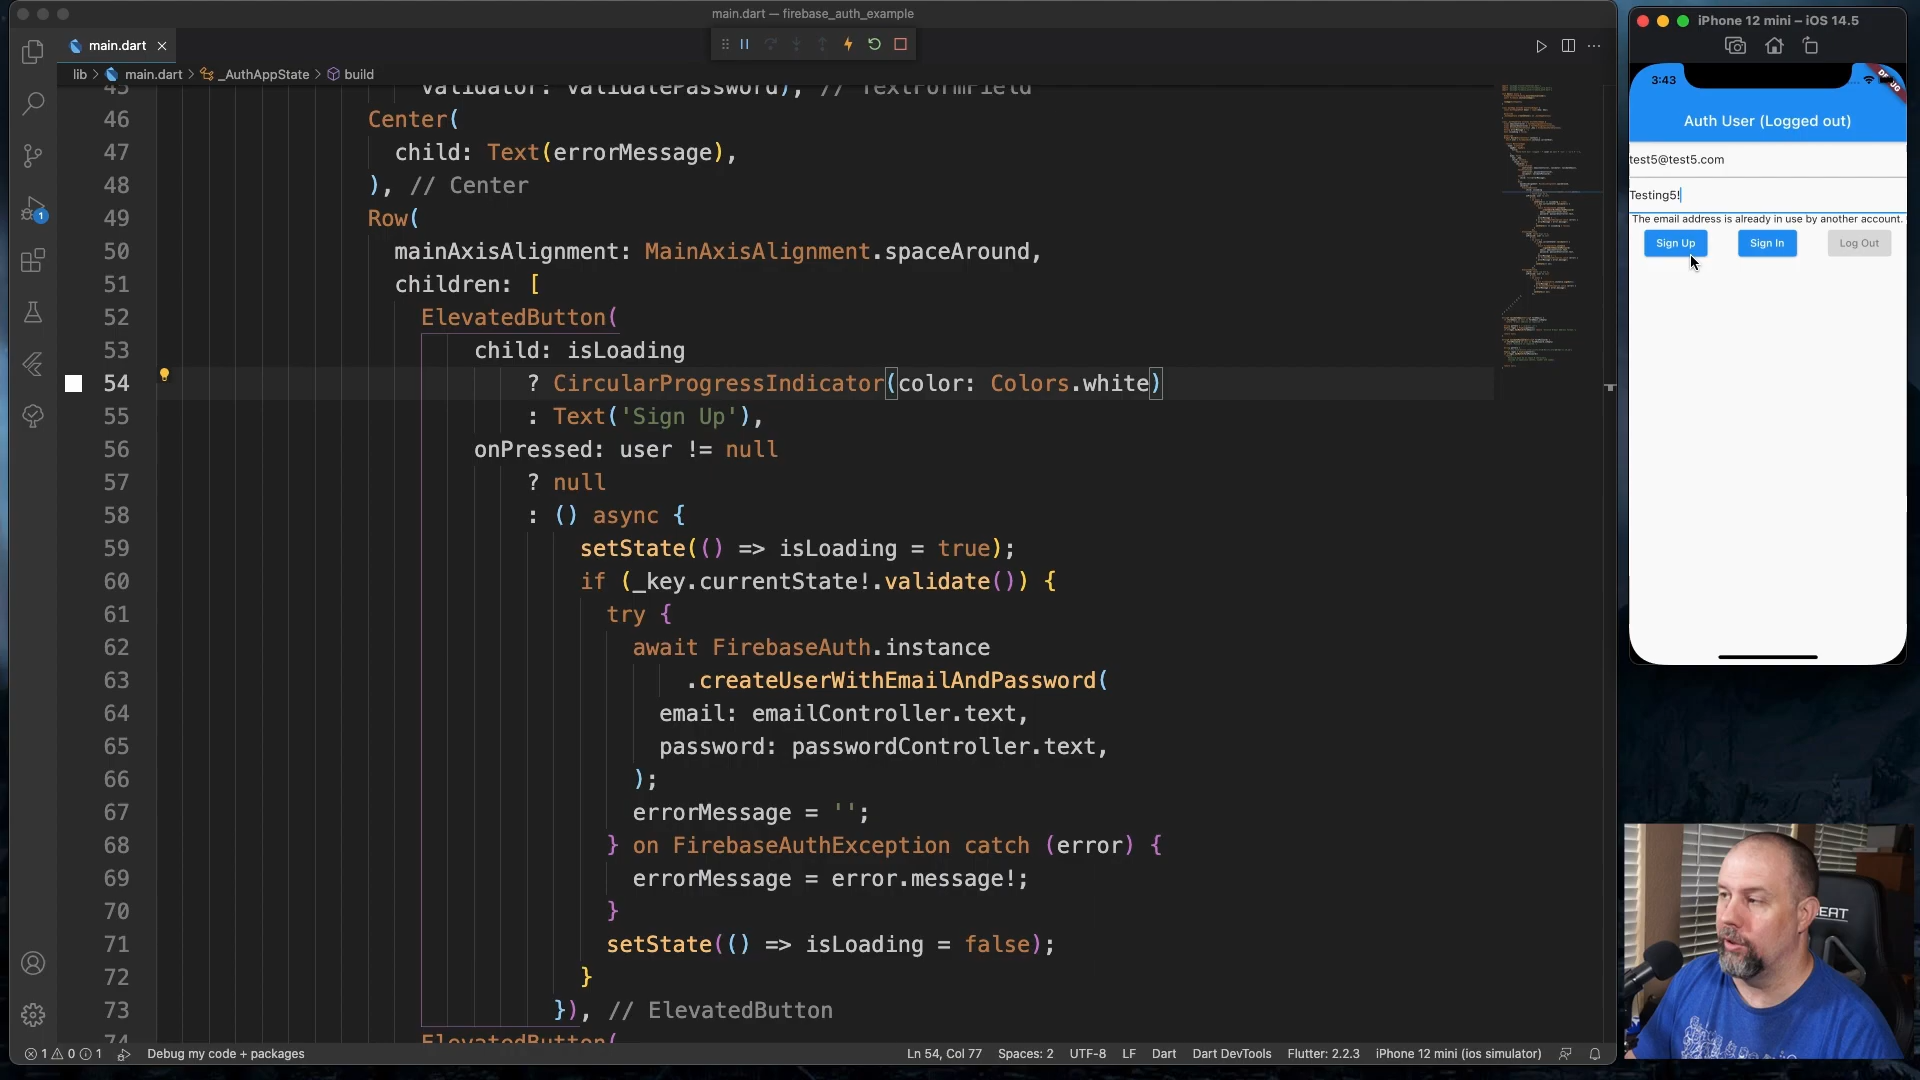 main.dart — firebase_auth_example
main.dart
lib > main.dart > _AuthAppState > build
45 validator: validatePassword), // TextFormField
46 Center(
47 child: Text(errorMessage),
48 ), // Center
49 Row(
50 mainAxisAlignment: MainAxisAlignment.spaceAround,
51 children: [
52 ElevatedButton(
53 child: isLoading
54 ? CircularProgressIndicator(color: Colors.white)
55 : Text('Sign Up'),
56 onPressed: user != null
57 ? null
58 : () async {
59 setState(() => isLoading = true);
60 if (_key.currentState!.validate()) {
61 try {
62 await FirebaseAuth.instance
63 .createUserWithEmailAndPassword(
64 email: emailController.text,
65 password: passwordController.text,
66 );
67 errorMessage = '';
68 } on FirebaseAuthException catch (error) {
69 errorMessage = error.message!;
70 }
71 setState(() => isLoading = false);
72 }
73 }), // ElevatedButton
74 ElevatedButton(
1
1 0 1 Debug my code + packages
Ln 54, Col 77 Spaces: 2 UTF-8 LF Dart Dart DevTools Flutter: 2.2.3 iPhone 12 mini (ios simulator)
iPhone 12 mini – iOS 14.5
3:43
Auth User (Logged out)
test5@test5.com
Testing5!
The email address is already in use by another account.
Sign Up Sign In Log Out